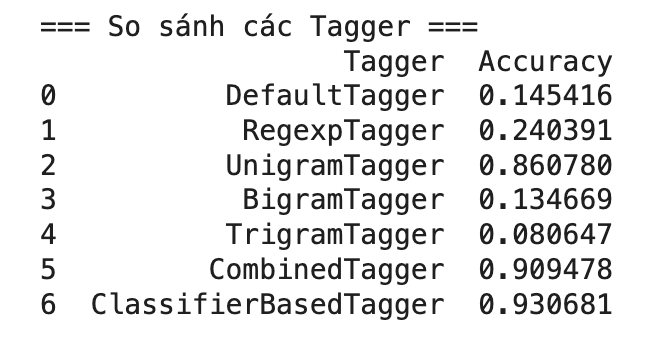 === So sánh các Tagger ===
Tagger Accuracy
0 DefaultTagger 0.145416
1 RegexpTagger 0.240391
2 UnigramTagger 0.860780
3 BigramTagger 0.134669
4 TrigramTagger 0.080647
5 CombinedTagger 0.909478
6 ClassifierBasedTagger 0.930681